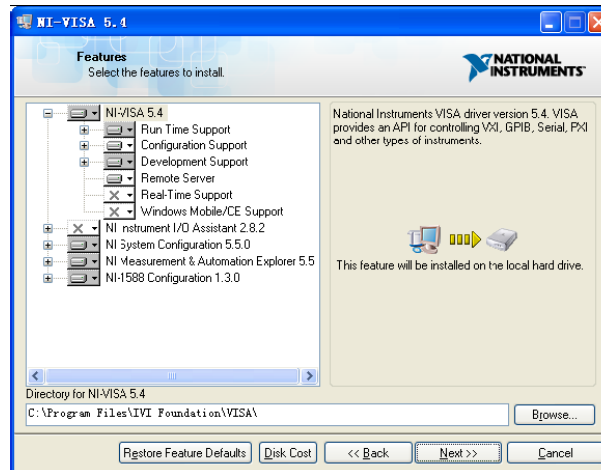 NI-VISA 5.4
Features
Select the features to install.
NATIONAL
INSTRUMENTS
NI-VISA 5.4
Run Time Support
Configuration Support
Development Support
Remote Server
Real-Time Support
Windows Mobile/CE Support
NI Instrument I/O Assistant 2.8.2
NI System Configuration 5.5.0
NI Measurement & Automation Explorer 5.5
NI-1588 Configuration 1.3.0
National Instruments VISA driver version 5.4. VISA
provides an API for controlling VXI, GPIB, Serial, PXI
and other types of instruments.
This feature will be installed on the local hard drive.
Directory for NI-VISA 5.4
C:\Program Files\IVI Foundation\VISA\
Browse...
Restore Feature Defaults
Disk Cost
<< Back
Next >>
Cancel